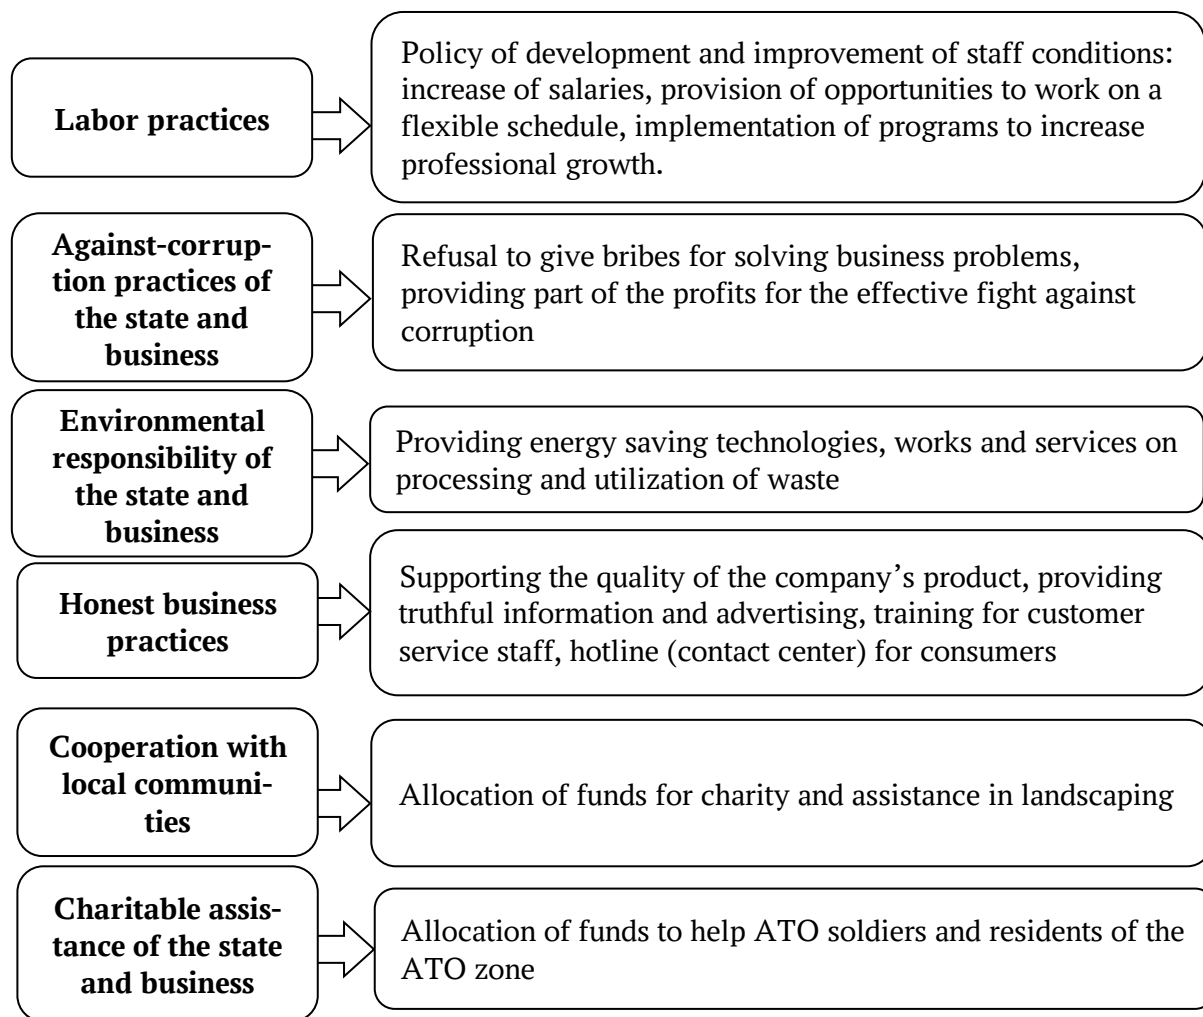 Labor practices
Policy of development and improvement of staff conditions:
increase of salaries, provision of opportunities to work on a
flexible schedule, implementation of programs to increase
professional growth.
Against-corrup-
tion practices of
the state and
business
Refusal to give bribes for solving business problems,
providing part of the profits for the effective fight against
corruption
Environmental
responsibility of
the state and
business
Providing energy saving technologies, works and services on
processing and utilization of waste
Honest business
practices
Supporting the quality of the company’s product, providing
truthful information and advertising, training for customer
service staff, hotline (contact center) for consumers
Cooperation with
local communi-
ties
Allocation of funds for charity and assistance in landscaping
Charitable assis-
tance of the state
and business
Allocation of funds to help ATO soldiers and residents of the
ATO zone